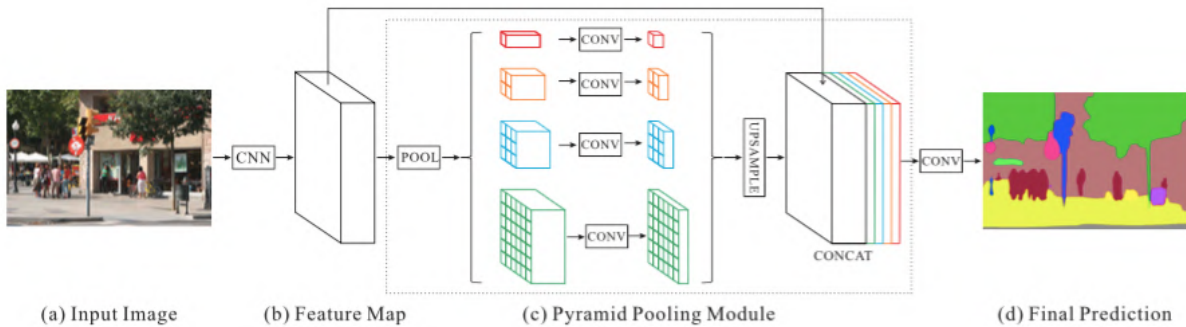 CNN
POOL
CONV
CONV
CONV
CONV
UPSAMPLE
CONCAT
CONV
(a) Input Image
(b) Feature Map
(c) Pyramid Pooling Module
(d) Final Prediction